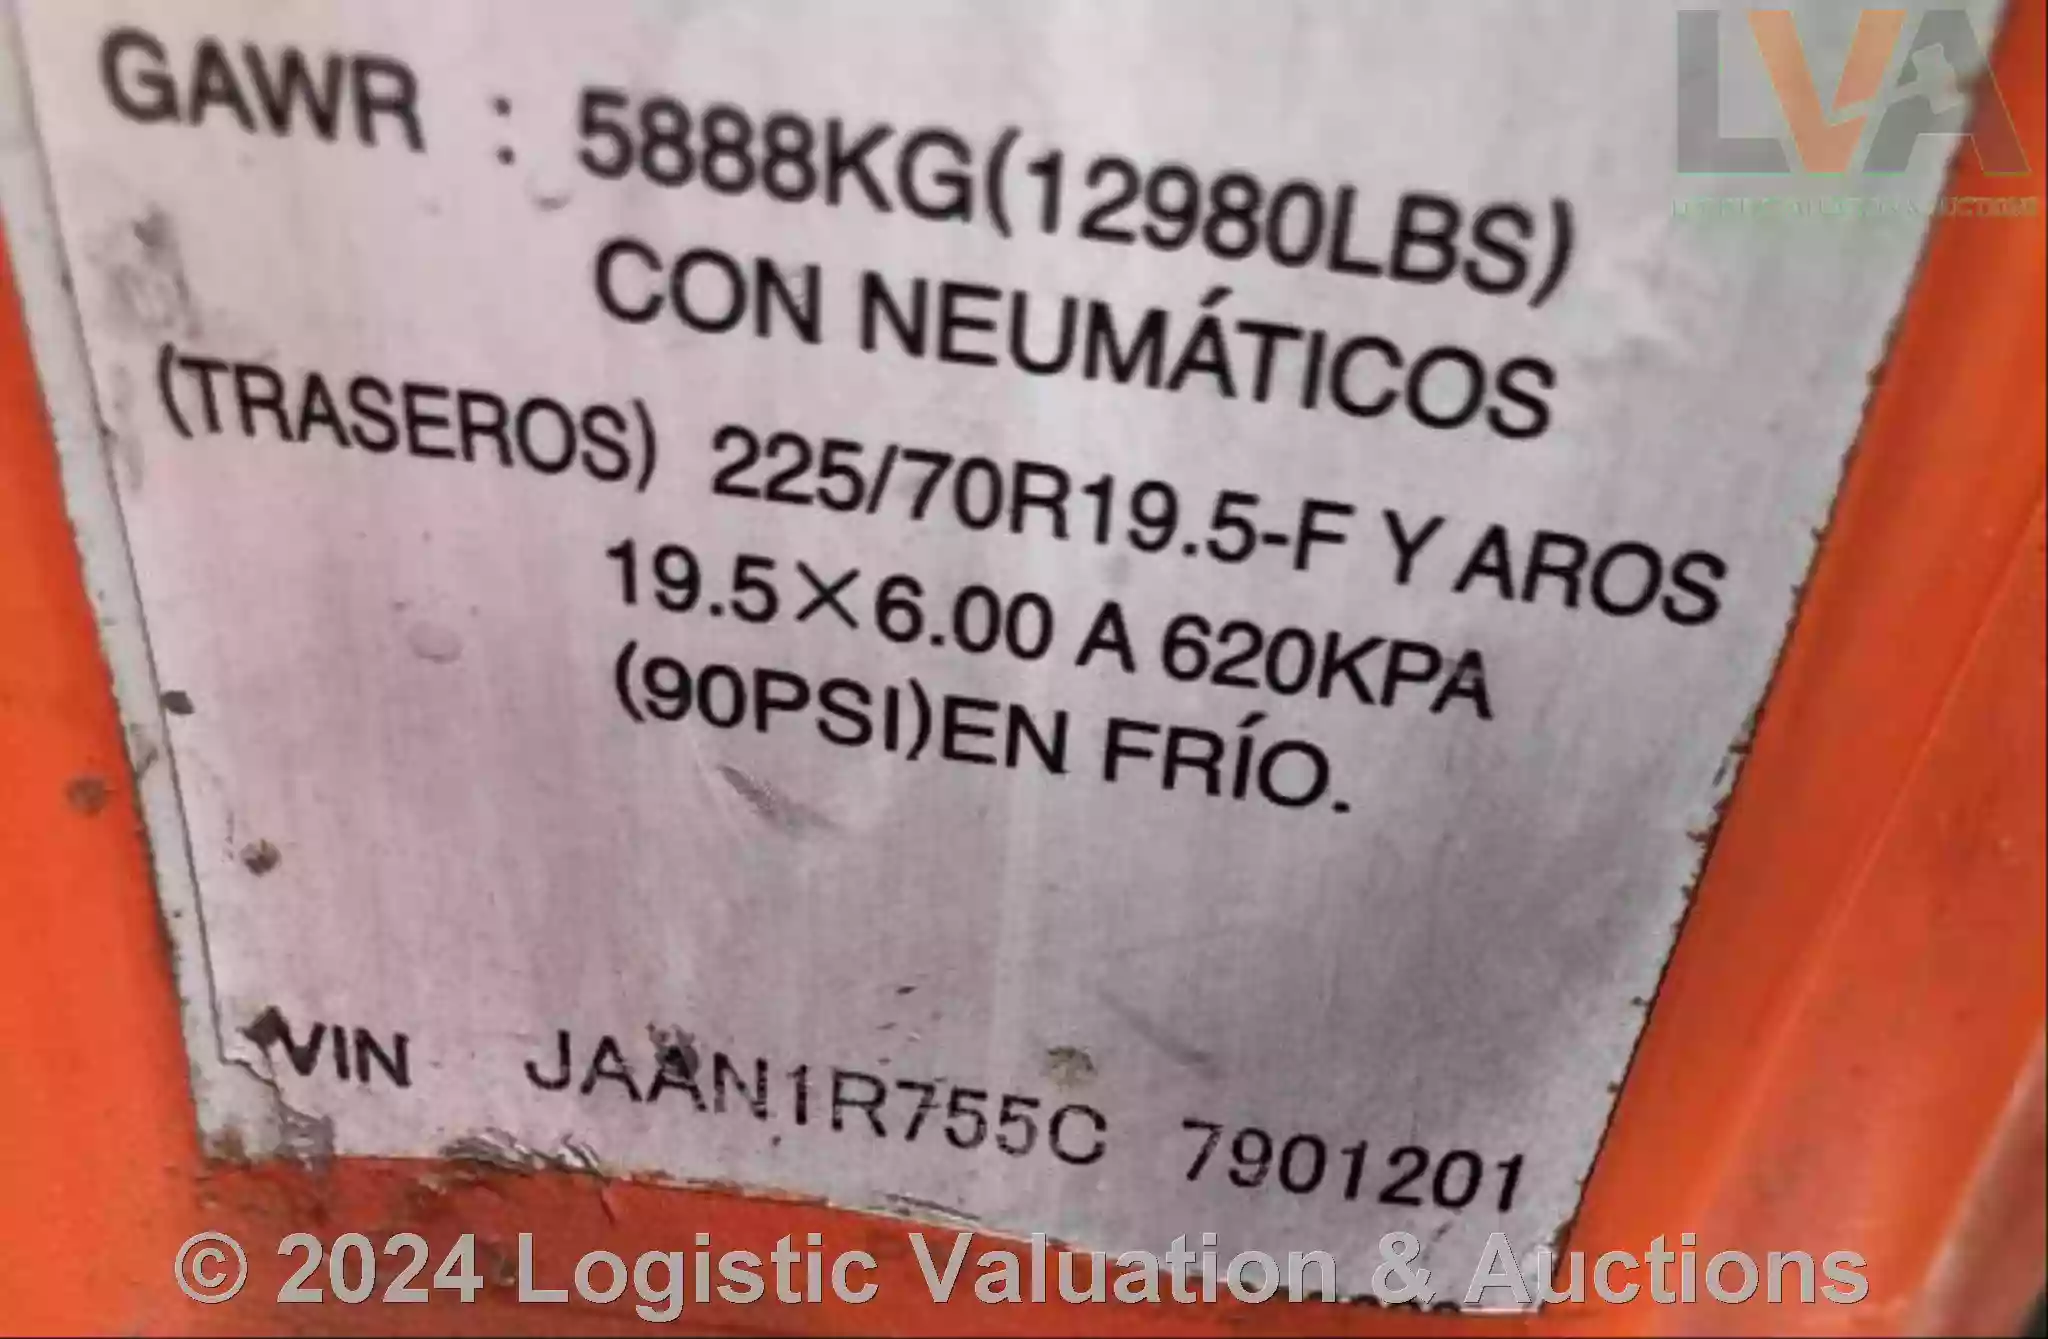 LVA
GAWR : 5888KG(12980LBS)
CON NEUMÁTICOS
(TRASEROS) 225/70R19.5-F Y AROS
19.5×6.00 A 620KPA
(90PSI)EN FRÍO.
VIN JAAN1R755C 7901201
© 2024 Logistic Valuation & Auctions